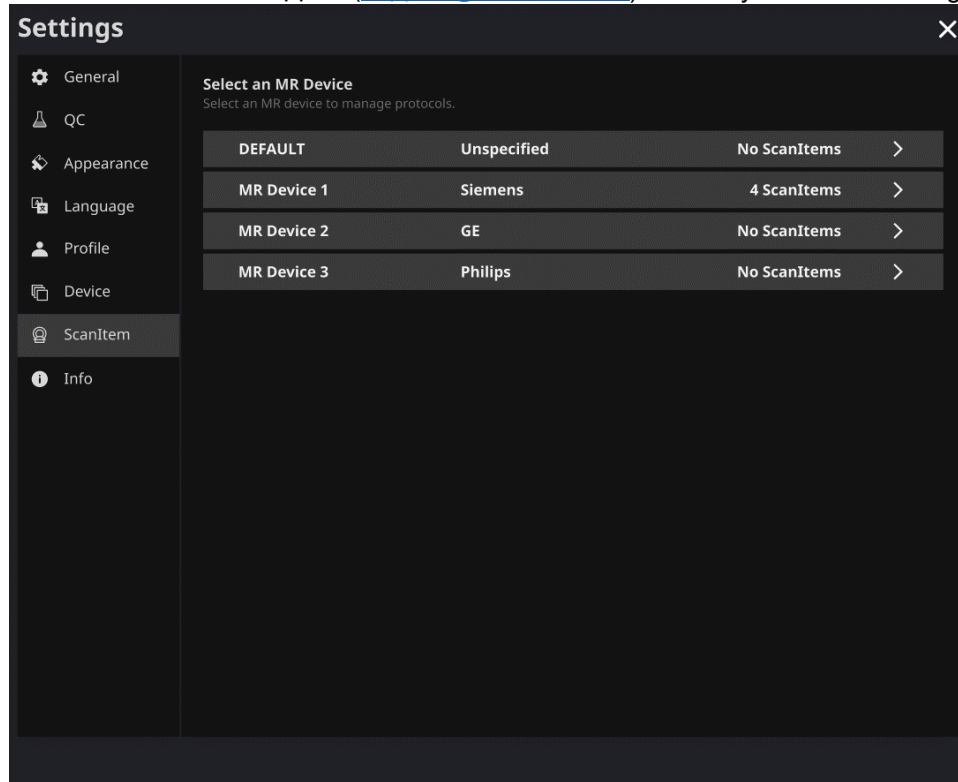 Settings
General
QC
Appearance
Language
Profile
Device
ScanItem
Info
Select an MR Device
Select an MR device to manage protocols.
DEFAULT Unspecified No ScanItems
MR Device 1 Siemens 4 ScanItems
MR Device 2 GE No ScanItems
MR Device 3 Philips No ScanItems